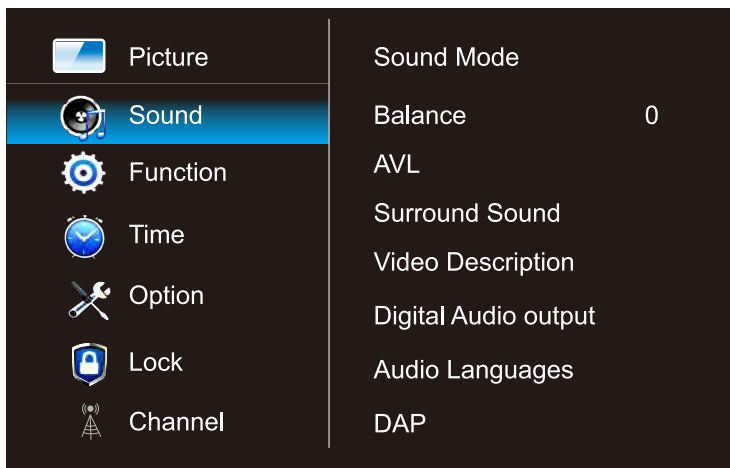 Picture
Sound
Function
Time
Option
Lock
Channel
Sound Mode
Balance 0
AVL
Surround Sound
Video Description
Digital Audio output
Audio Languages
DAP